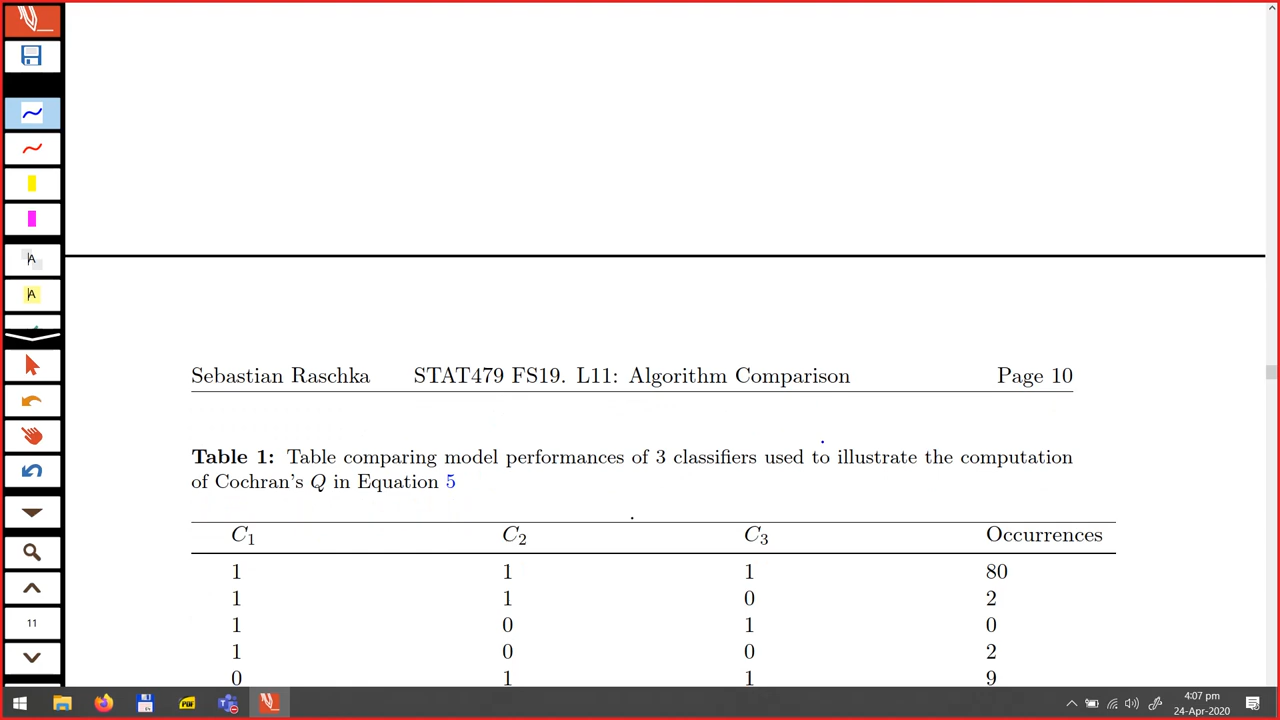 Sebastian Raschka STAT479 FS19. L11: Algorithm Comparison Page 10
Table 1: Table comparing model performances of 3 classifiers used to illustrate the computation
of Cochran's Q in Equation 5
C1 C2 C3 Occurrences
1 1 1 80
1 1 0 2
1 0 1 0
1 0 0 2
0 1 1 9
A
A
11
PDF
4:07 pm
24-Apr-2020